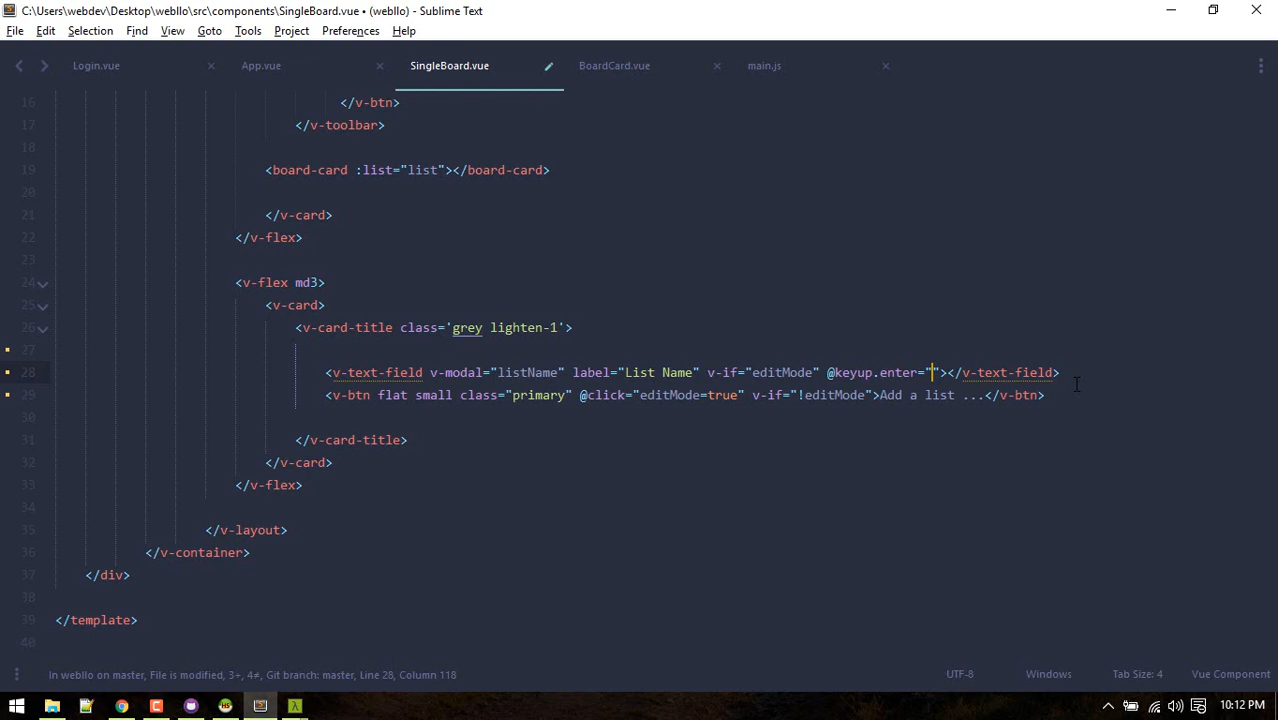 C:\Users\webdev\Desktop\webllo\src\components\SingleBoard.vue • (webllo) - Sublime Text
File Edit Selection Find View Goto Tools Project Preferences Help
Login.vue App.vue SingleBoard.vue BoardCard.vue main.js
16 </v-btn>
17 </v-toolbar>
18
19 <board-card :list="list"></board-card>
20
21 </v-card>
22 </v-flex>
23
24 <v-flex md3>
25 <v-card>
26 <v-card-title class='grey lighten-1'>
27
28 <v-text-field v-modal="listName" label="List Name" v-if="editMode" @keyup.enter=""></v-text-field>
29 <v-btn flat small class="primary" @click="editMode=true" v-if="!editMode">Add a list ...</v-btn>
30
31 </v-card-title>
32 </v-card>
33 </v-flex>
34
35 </v-layout>
36 </v-container>
37 </div>
38
39 </template>
40
In webllo on master, File is modified, 3+, 4≠, Git branch: master, Line 28, Column 118 UTF-8 Windows Tab Size: 4 Vue Component
10:12 PM